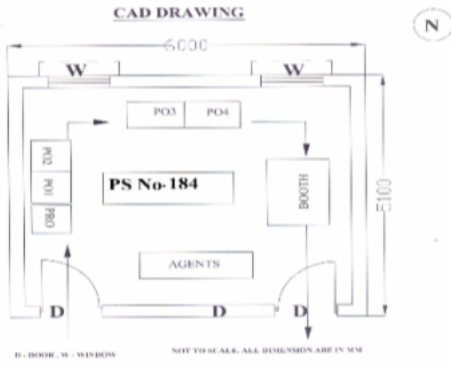 CAD DRAWING
N
6000
W W
PO3 PO4
PO2
PO1
PRO
PS No-184
BOOTH
5100
AGENTS
D D D
D - DOOR , W - WINDOW
NOT TO SCALE, ALL DIMENSION ARE IN MM